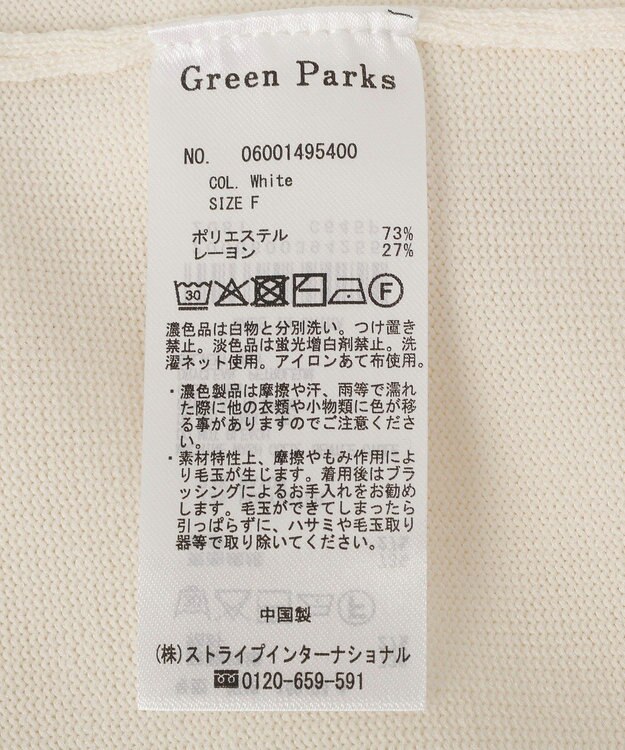 Green Parks
NO. 06001495400
COL. White
SIZE F
ポリエステル 73%
レーヨン 27%
30 F
濃色品は白物と分別洗い。つけ置き
禁止。淡色品は蛍光増白剤禁止。洗
濯ネット使用。アイロンあて布使用。
・濃色製品は摩擦や汗、雨等で濡れ
た際に他の衣類や小物類に色が移
る事がありますのでご注意くださ
い。
・素材特性上、摩擦やもみ作用によ
り毛玉が生じます。着用後はブラ
ッシングによるお手入れをお勧め
します。毛玉ができてしまったら
引っぱらずに、ハサミや毛玉取り
器等で取り除いてください。
中国製
(株)ストライプインターナショナル
0120-659-591